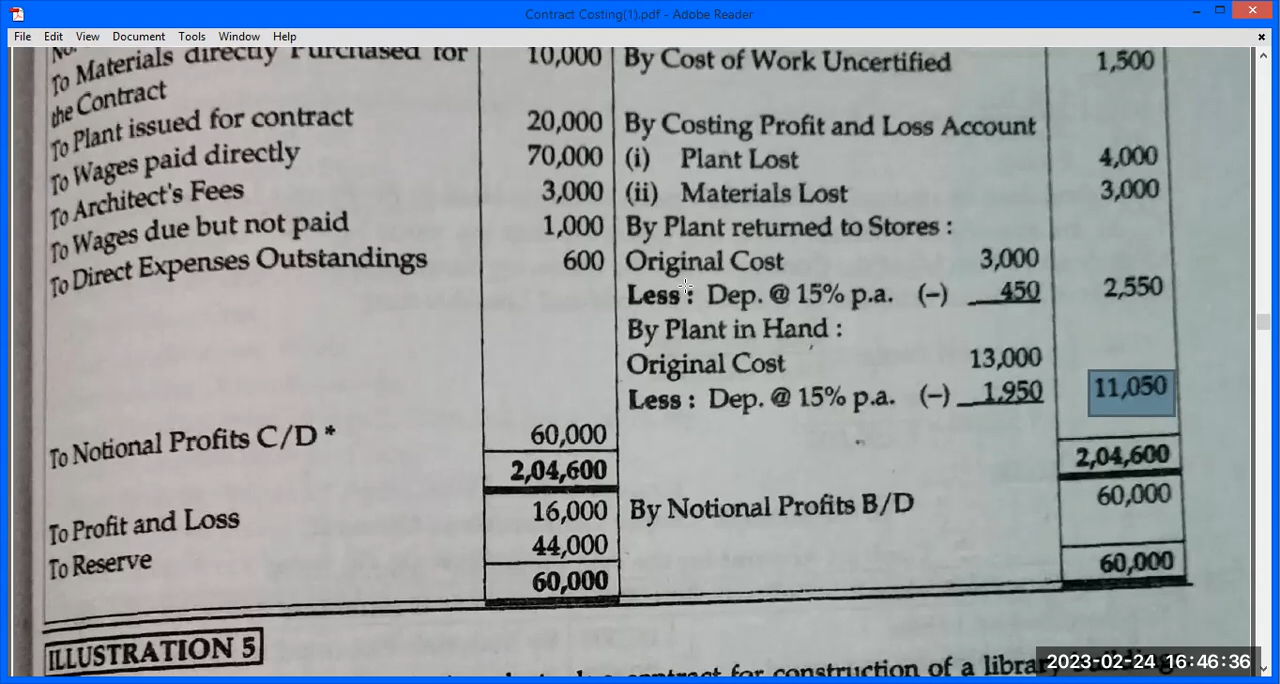 Contract Costing(1).pdf - Adobe Reader
File Edit View Document Tools Window Help
To Materials directly Purchased for 10,000 By Cost of Work Uncertified 1,500
the Contract
To Plant issued for contract 20,000 By Costing Profit and Loss Account
To Wages paid directly 70,000 (i) Plant Lost 4,000
To Architect's Fees 3,000 (ii) Materials Lost 3,000
To Wages due but not paid 1,000 By Plant returned to Stores :
To Direct Expenses Outstandings 600 Original Cost 3,000
Less : Dep. @ 15% p.a. (–) 450 2,550
By Plant in Hand :
Original Cost 13,000
Less : Dep. @ 15% p.a. (–) 1,950 11,050
To Notional Profits C/D * 60,000
2,04,600 2,04,600
To Profit and Loss 16,000 By Notional Profits B/D 60,000
To Reserve 44,000
60,000 60,000
ILLUSTRATION 5
contract for construction of a library building
2023-02-24 16:46:36